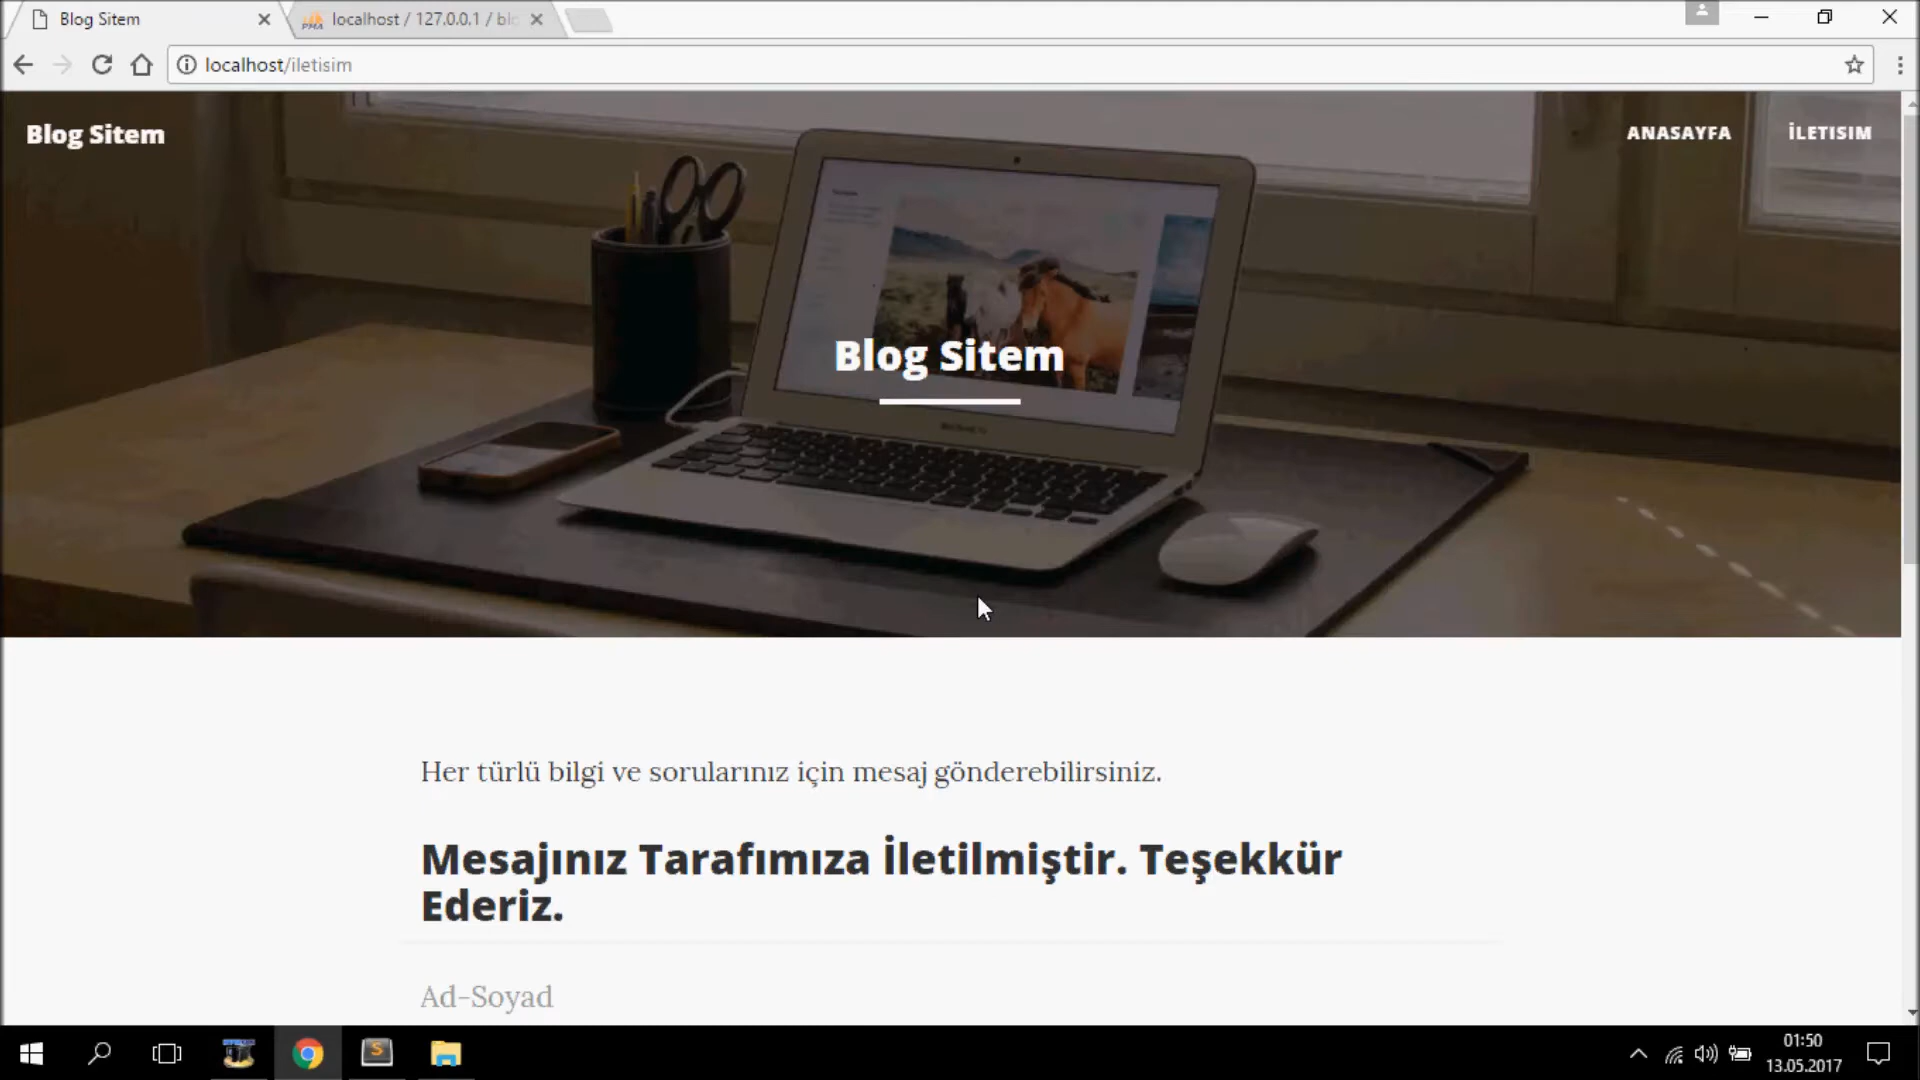 Blog Sitem
localhost / 127.0.0.1 / blo
localhost/iletisim
Blog Sitem
ANASAYFA
İLETISIM
Blog Sitem
Her türlü bilgi ve sorularınız için mesaj gönderebilirsiniz.
Mesajınız Tarafımıza İletilmiştir. Teşekkür
Ederiz.
Ad-Soyad
01:50
13.05.2017